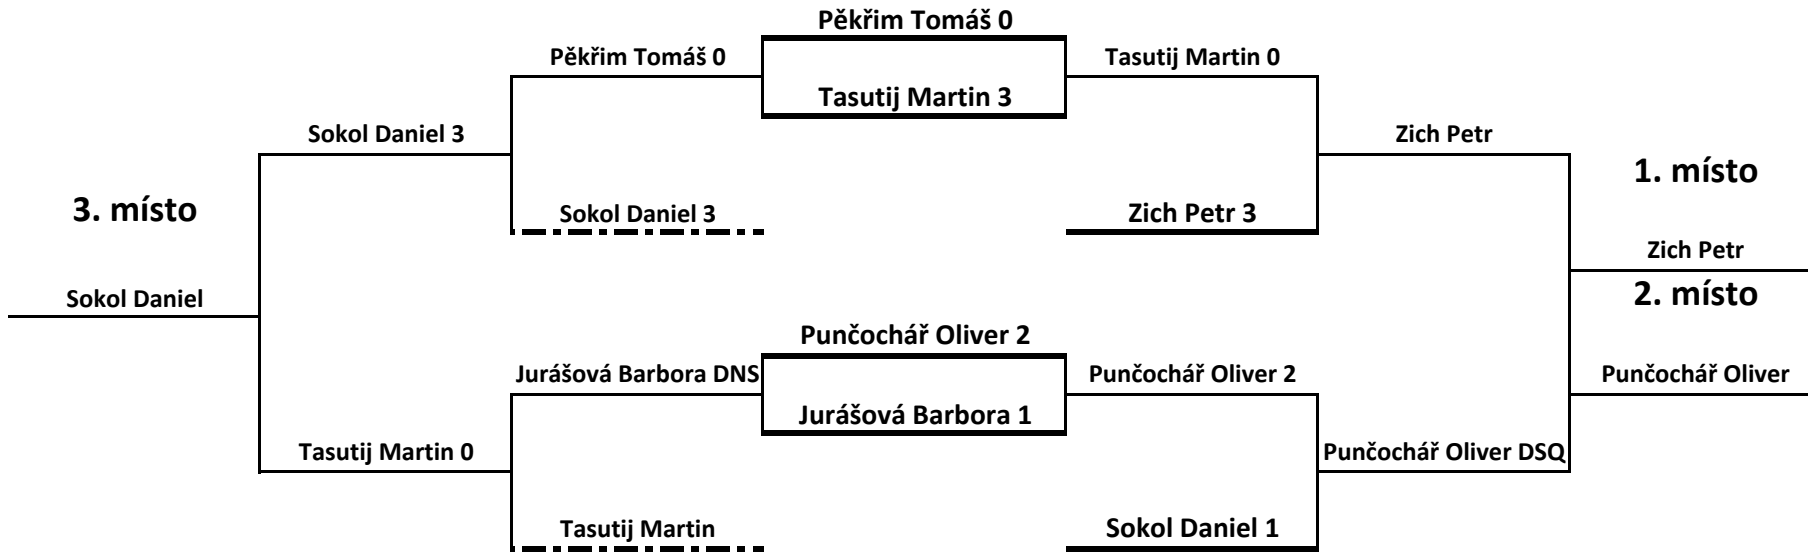 Pěkřim Tomáš 0
Pěkřim Tomáš 0
Tasutij Martin 0
Tasutij Martin 3
Sokol Daniel 3
Zich Petr
1. místo
3. místo
Sokol Daniel 3
Zich Petr 3
Zich Petr
Sokol Daniel
2. místo
Punčochář Oliver 2
Jurášová Barbora DNS
Punčochář Oliver 2
Punčochář Oliver
Jurášová Barbora 1
Tasutij Martin 0
Punčochář Oliver DSQ
Tasutij Martin
Sokol Daniel 1